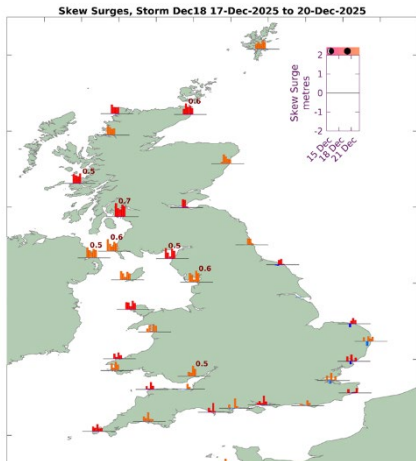 Skew Surges, Storm Dec18 17-Dec-2025 to 20-Dec-2025
Skew Surge
metres
2
1
0
-1
-2
15 Dec
18 Dec
21 Dec
0.6
0.5
0.7
0.6
0.5
0.5
0.6
0.5